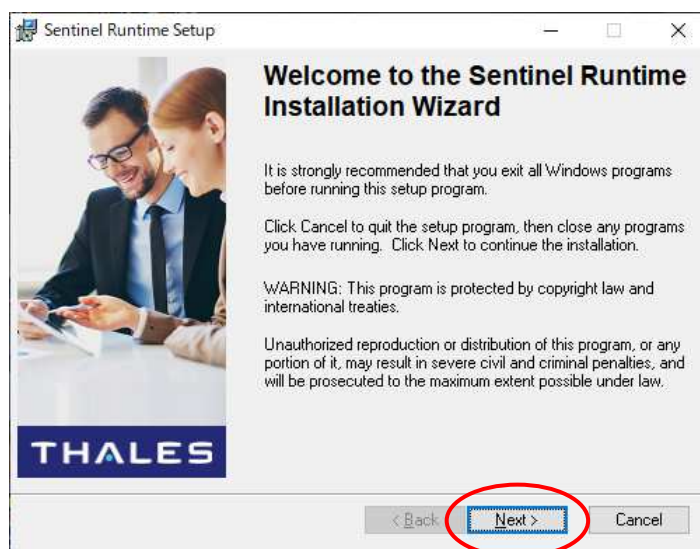 Sentinel Runtime Setup
Welcome to the Sentinel Runtime
Installation Wizard
It is strongly recommended that you exit all Windows programs
before running this setup program.
Click Cancel to quit the setup program, then close any programs
you have running. Click Next to continue the installation.
WARNING: This program is protected by copyright law and
international treaties.
Unauthorized reproduction or distribution of this program, or any
portion of it, may result in severe civil and criminal penalties, and
will be prosecuted to the maximum extent possible under law.
THALES
< Back Next > Cancel